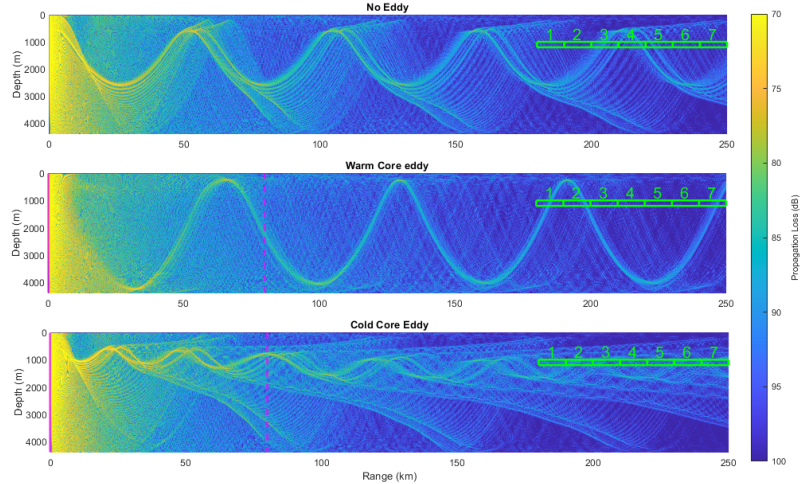 No Eddy
0
1000
2000
3000
4000
Depth (m)
1 2 3 4 5 6 7
0 50 100 150 200 250
Warm Core eddy
0
1000
2000
3000
4000
Depth (m)
1 2 3 4 5 6 7
0 50 100 150 200 250
Cold Core Eddy
0
1000
2000
3000
4000
Depth (m)
1 2 3 4 5 6 7
0 50 100 150 200 250
Range (km)
70
75
80
85
90
95
100
Propagation Loss (dB)